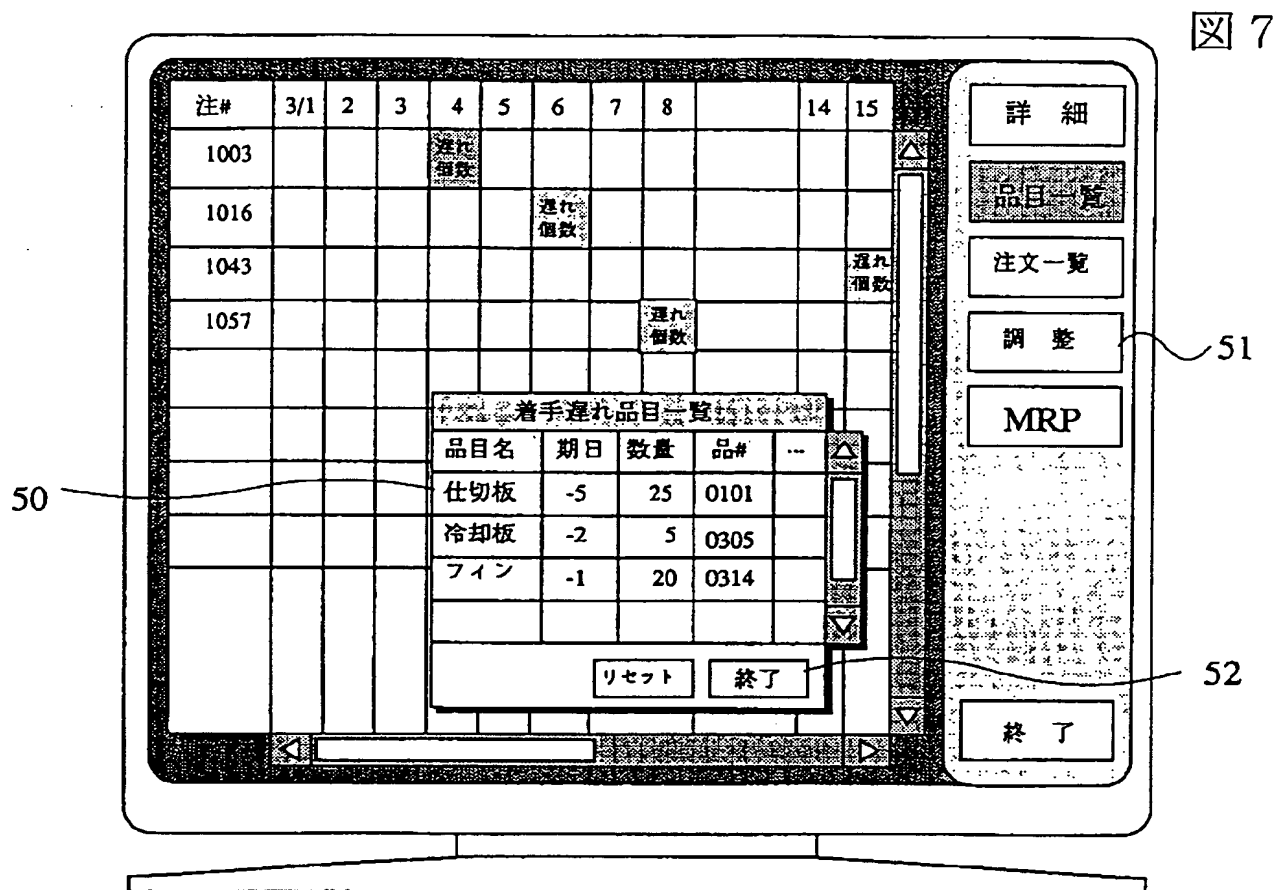 図 7
注# 3/1 2 3 4 5 6 7 8 14 15
1003 遅れ
個数
1016 遅れ
個数
1043 遅れ
個数
1057 遅れ
個数
着手遅れ品目一覧
品目名 期日 数量 品# …
仕切板 -5 25 0101
冷却板 -2 5 0305
フィン -1 20 0314
リセット 終了
詳 細
品目一覧
注文一覧
調 整
MRP
終 了
50
51
52